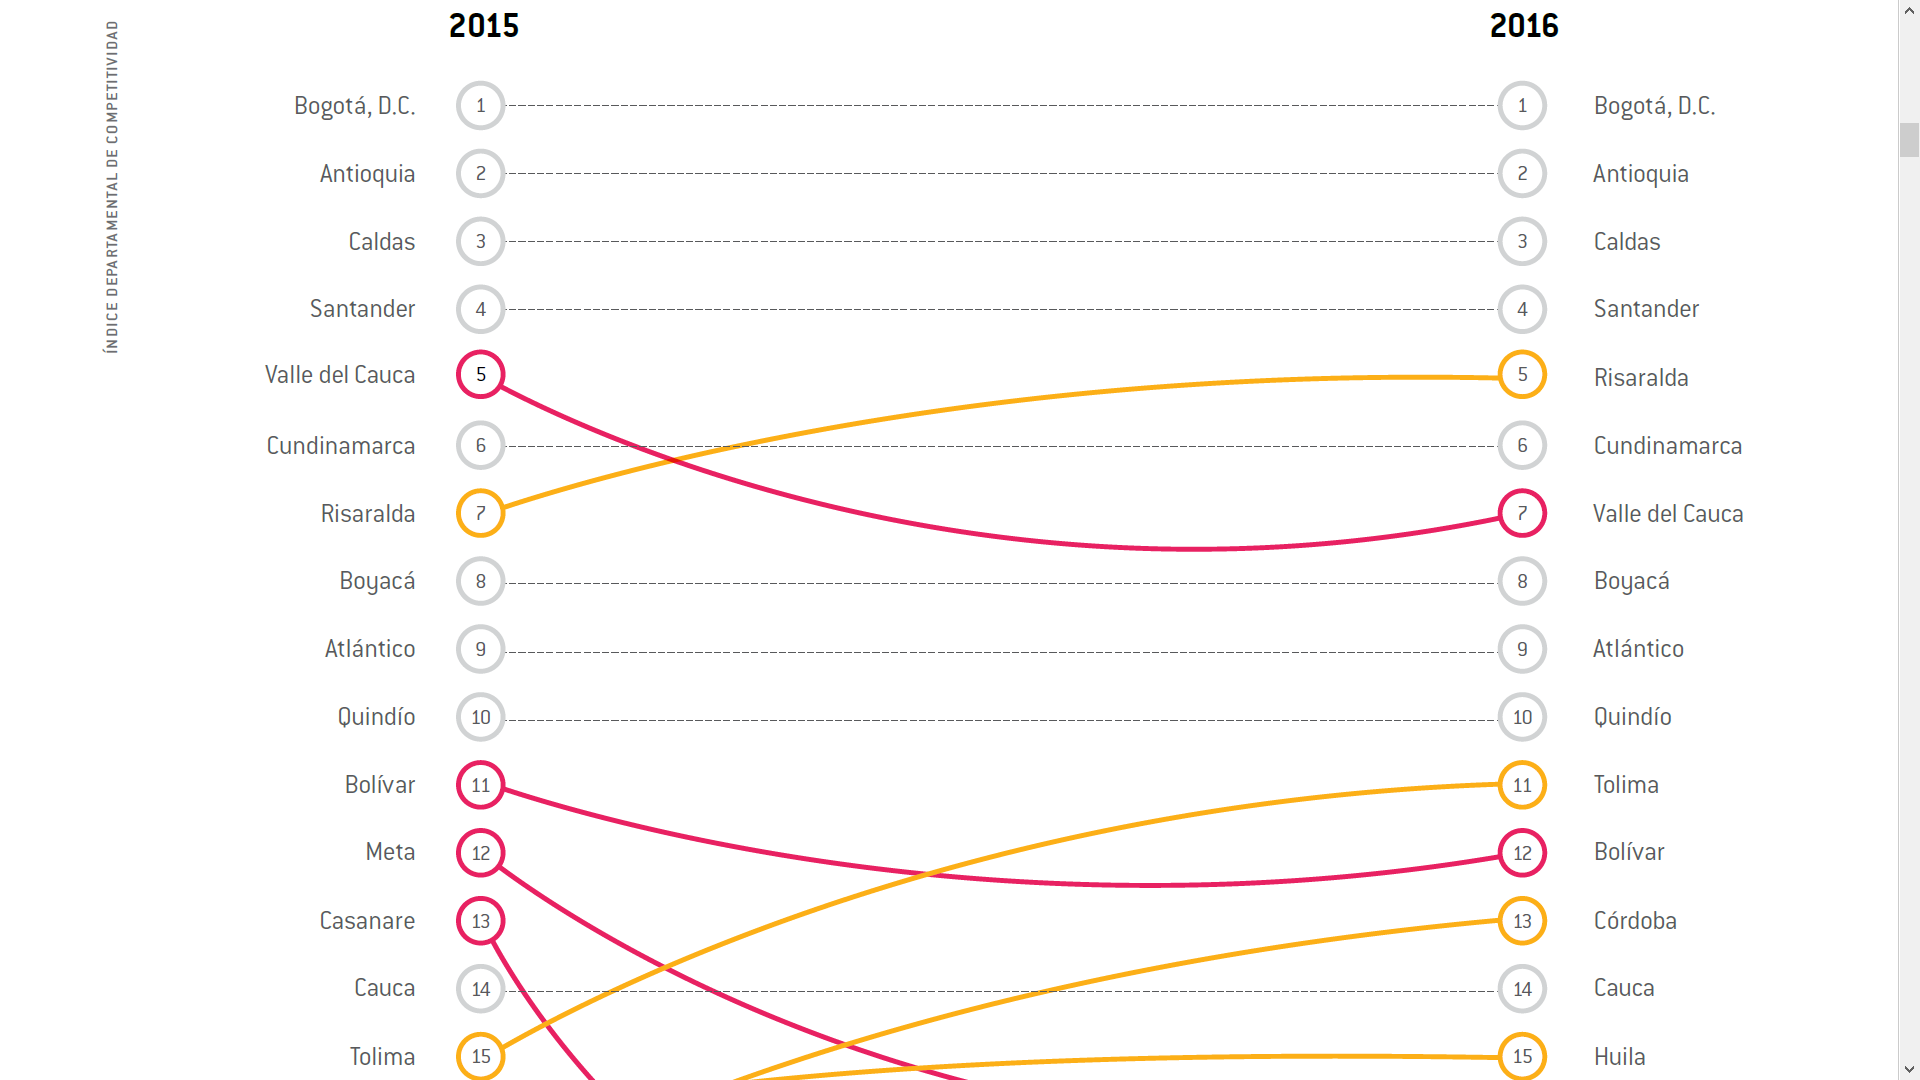 ÍNDICE DEPARTAMENTAL DE COMPETITIVIDAD
2015 2016
Bogotá, D.C. 1 1 Bogotá, D.C.
Antioquia 2 2 Antioquia
Caldas 3 3 Caldas
Santander 4 4 Santander
Valle del Cauca 5 5 Risaralda
Cundinamarca 6 6 Cundinamarca
Risaralda 7 7 Valle del Cauca
Boyacá 8 8 Boyacá
Atlántico 9 9 Atlántico
Quindío 10 10 Quindío
Bolívar 11 11 Tolima
Meta 12 12 Bolívar
Casanare 13 13 Córdoba
Cauca 14 14 Cauca
Tolima 15 15 Huila